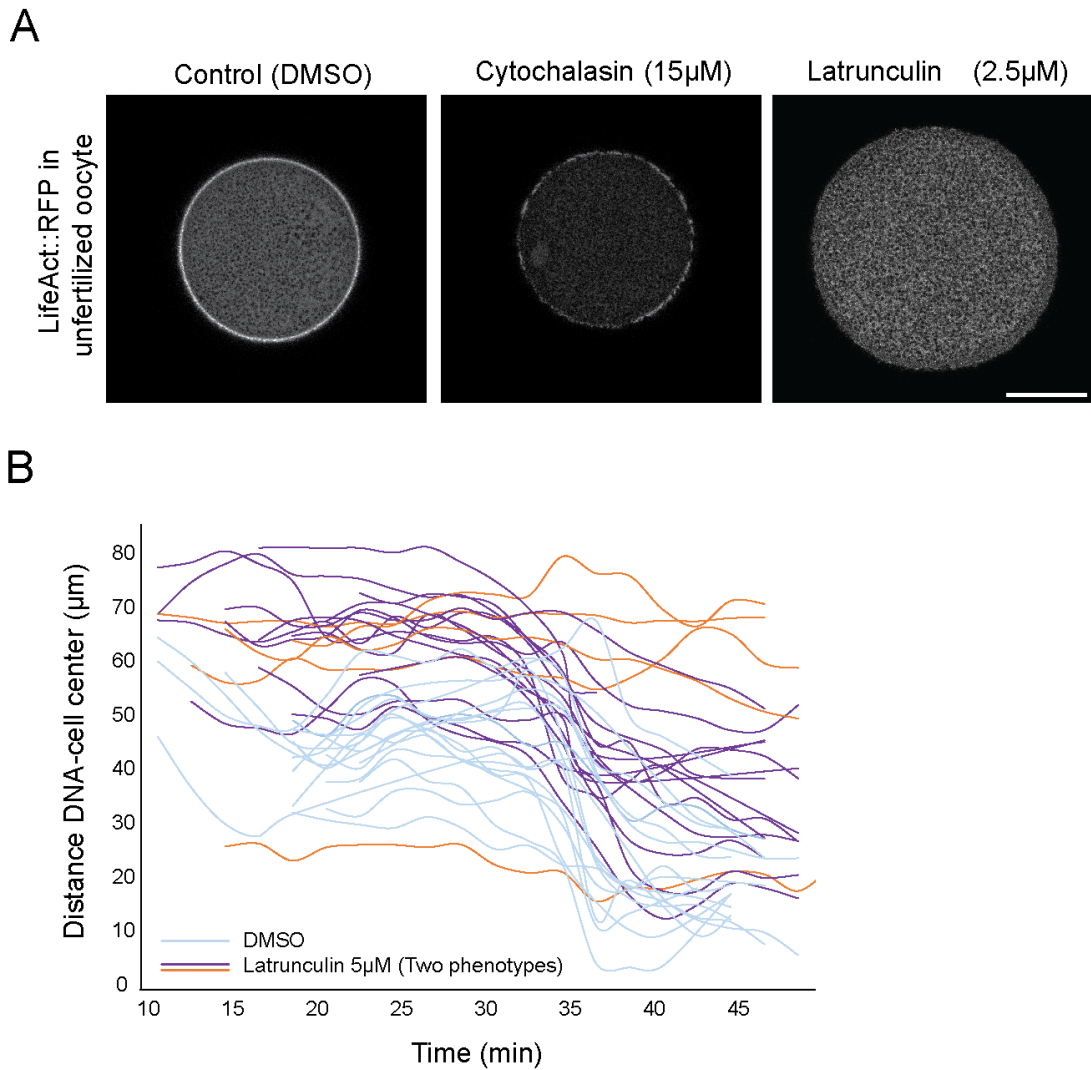 A
Control (DMSO)
Cytochalasin (15µM)
Latrunculin (2.5µM)
LifeAct::RFP in
unfertilized oocyte
B
Distance DNA-cell center (µm)
80
70
60
50
40
30
20
10
0
DMSO
Latrunculin 5µM (Two phenotypes)
10 15 20 25 30 35 40 45
Time (min)